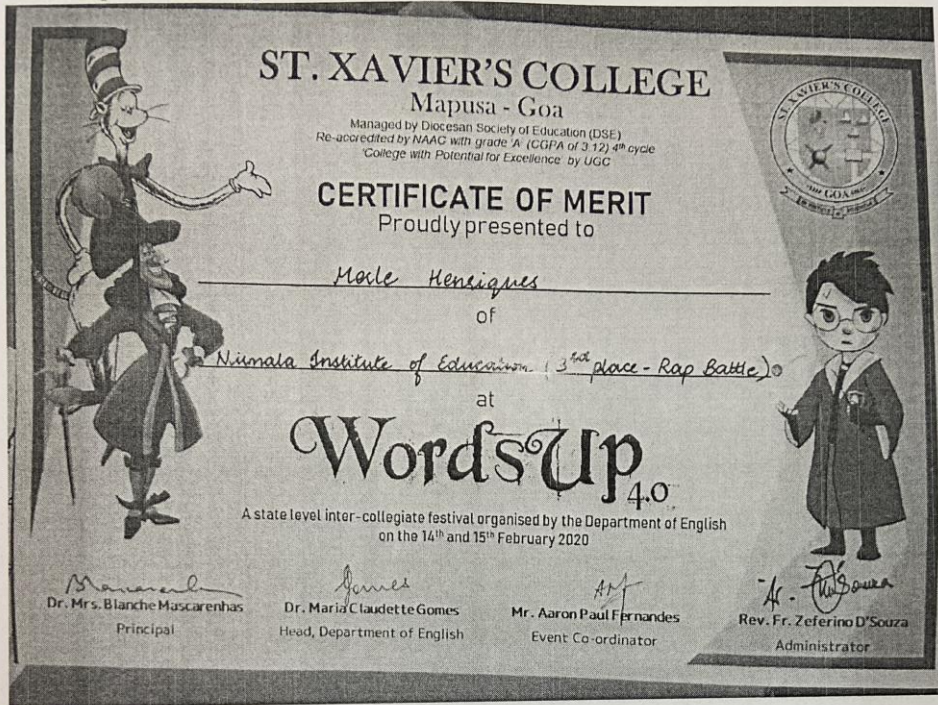 ST. XAVIER'S COLLEGE
Mapusa - Goa
Managed by Diocesan Society of Education (DSE)
Re-accredited by NAAC with grade 'A' (CGPA of 3.12) 4th cycle
'College with Potential for Excellence' by UGC
CERTIFICATE OF MERIT
Proudly presented to
Henriques
of
Nirmala Institute of Education (3rd place - Rap Battle)
at
WordsUp
4.0
A state level inter-collegiate festival organised by the Department of English
on the 14th and 15th February 2020
Dr. Mrs. Blanche Mascarenhas
Principal
Dr. Maria Claudette Gomes
Head, Department of English
Mr. Aaron Paul Fernandes
Event Co-ordinator
Rev. Fr. Zeferino D'Souza
Administrator
ST. XAVIER'S COLLEGE
GOA